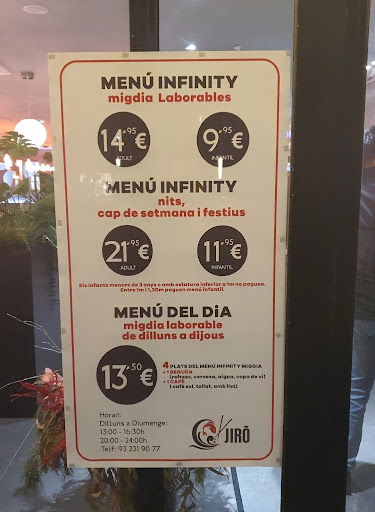 MENÚ INFINITY
migdia Laborables
14'95€
ADULT
9'95€
INFANTIL
MENÚ INFINITY
nits,
cap de setmana i festius
21'95€
ADULT
11'95€
INFANTIL
Els infants menors de 3 anys o amb estatura inferior a 1m no paguen.
Entre 1m i 1,30m paguen menú infantil.
MENÚ DEL DiA
migdia laborable
de dilluns a dijous
13'50€
4 PLATS DEL MENÚ INFINITY MIGDIA
+ 1 BEGUDA
(refresc, cervesa, aigua, copa de vi)
+ 1 CAFÈ
( café sol, tallat, amb llet)
Horari:
Dilluns a Diumenge:
13:00 - 16:30h
20:00 - 24:00h
Telf: 93 231 90 77
JIRŌ